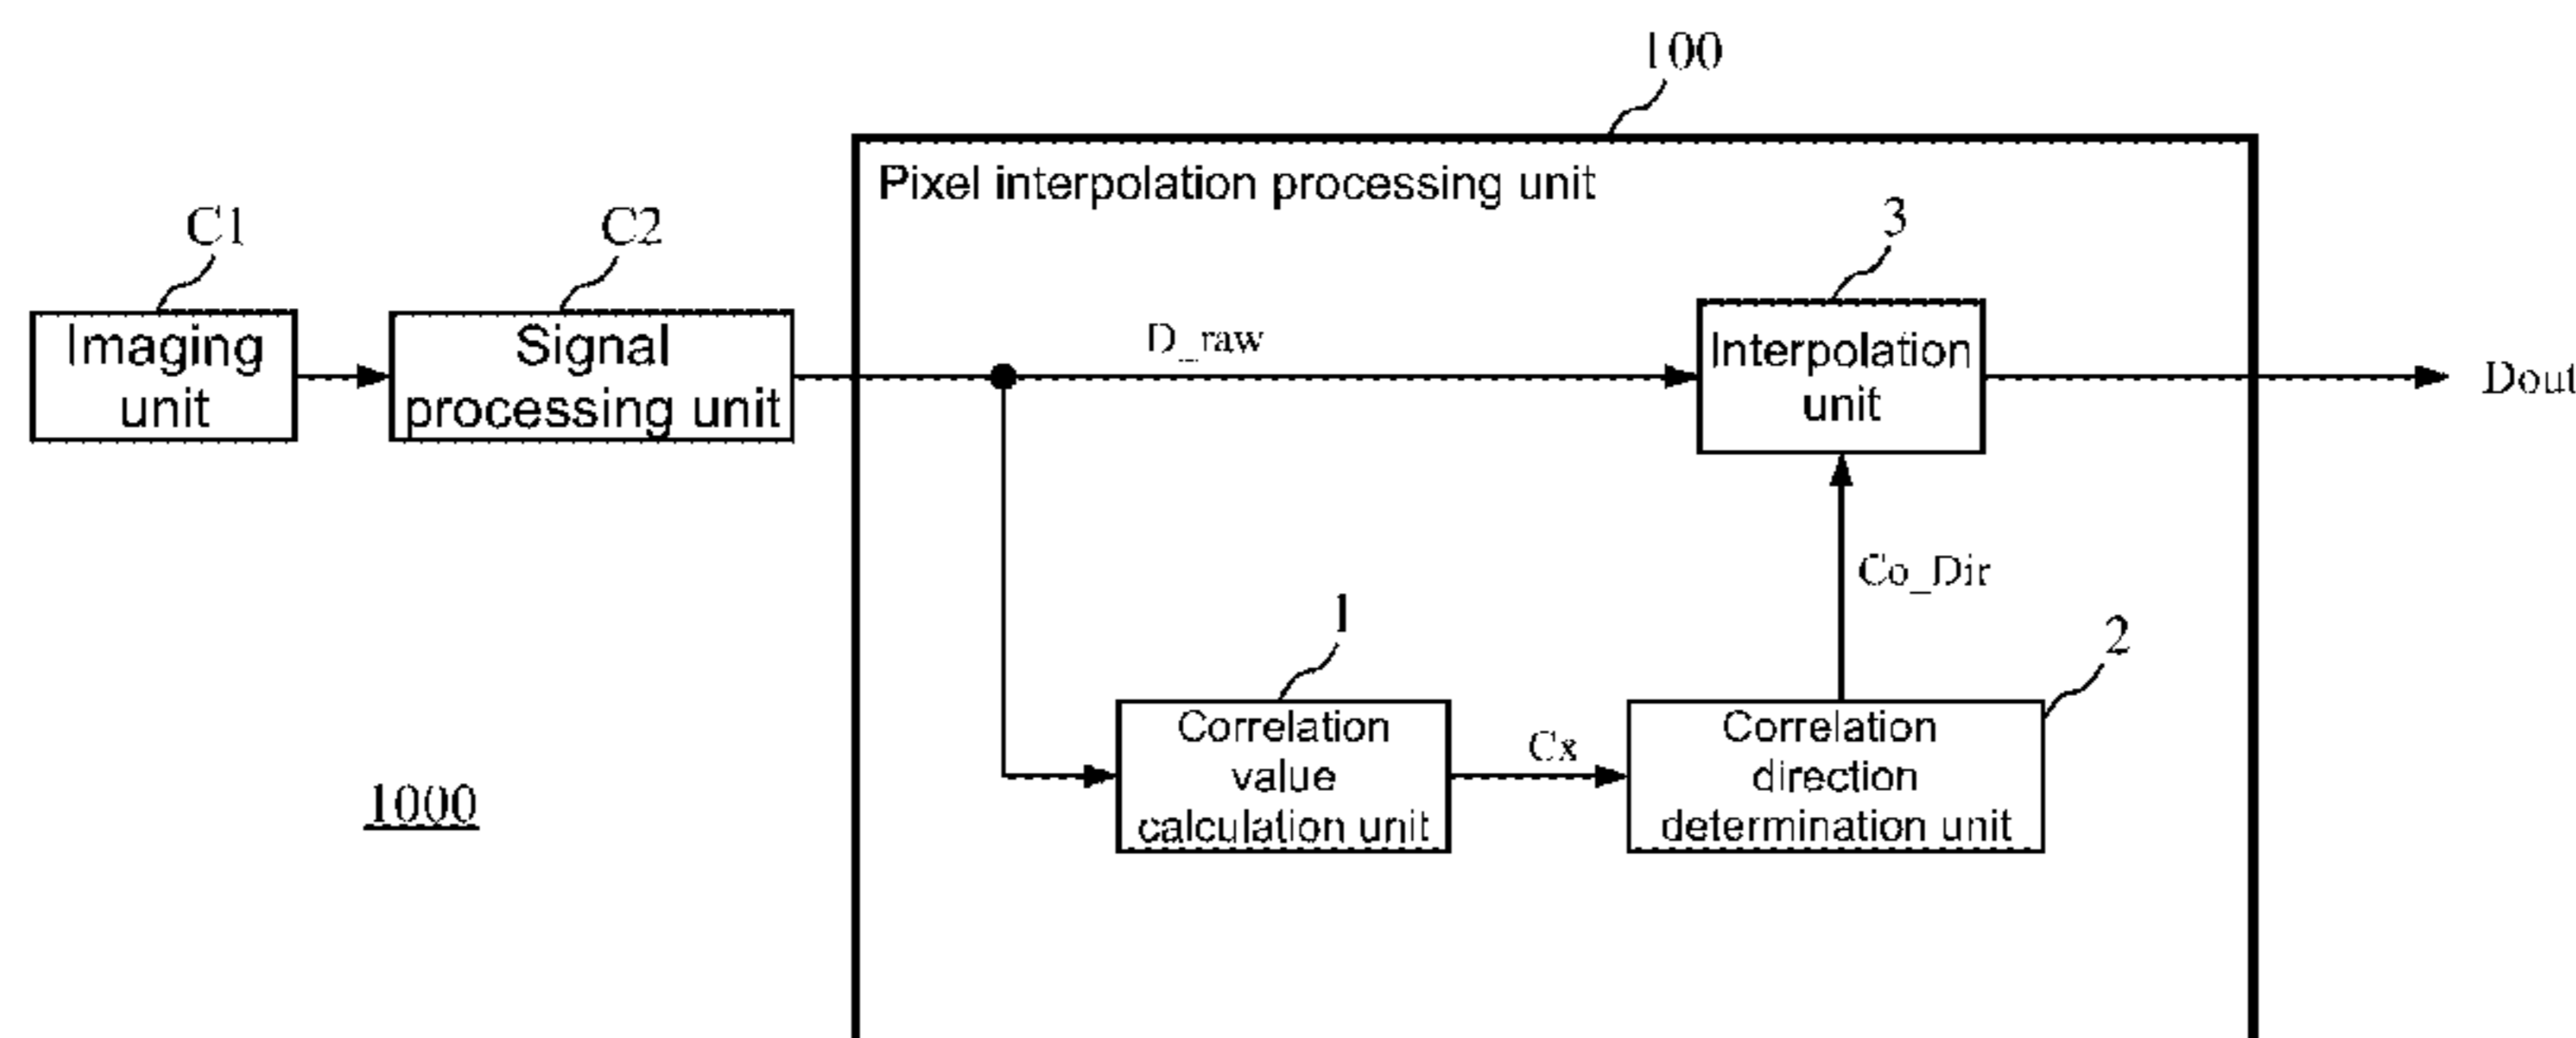 100
Pixel interpolation processing unit
C1
C2
3
Imaging
unit
Signal
processing unit
D_raw
Interpolation
unit
Dout
Co_Dir
1
2
Correlation
value
calculation unit
Cx
Correlation
direction
determination unit
1000